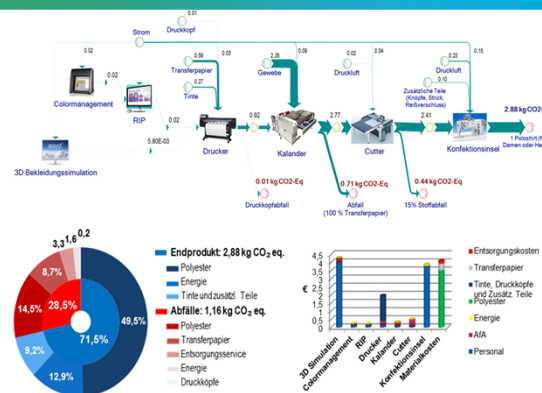 0.01
Druckkopf
Strom
0.02
0.59
0.03
2.35
0.09
0.02
0.04
0.23
0.15
Transferpapier
Gewebe
Druckluft
Druckluft
0.27
0.10
0.02
Tinte
Zusätzliche Teile
(Knöpfe, Strick,
Reißverschluss)
Colormanagement
RIP
0.02
0.92
2.77
2.41
2.88 kg CO2-
Drucker
Kalander
Cutter
Konfektionsinsel
1 Poloshirt (
Damen oder He
5.80E-03
3D Bekleidungssimulation
0.01 kg CO2-Eq
0.71 kg CO2-Eq
0.44 kg CO2-Eq
Druckkopfabfall
Abfall
(100 % Transferpapier)
15% Stoffabfall
3,3
1,6
0,2
8,7%
14,5%
28,5%
71,5%
49,5%
9,2%
12,9%
Endprodukt: 2,88 kg CO2 eq.
Polyester
Energie
Tinte und zusätzl. Teile
Abfälle: 1,16 kg CO2 eq.
Polyester
Transferpapier
Entsorgungsservice
Energie
Druckköpfe
€
4,5
4
3,5
3
2,5
2
1,5
1
0,5
0
3D Simulation
Colormanagement
RIP
Drucker
Kalander
Cutter
Konfektionsinsel
Materialkosten
Entsorgungskosten
Transferpapier
Tinte, Druckköpfe
und Zusätz. Teile
Polyester
Energie
AfA
Personal